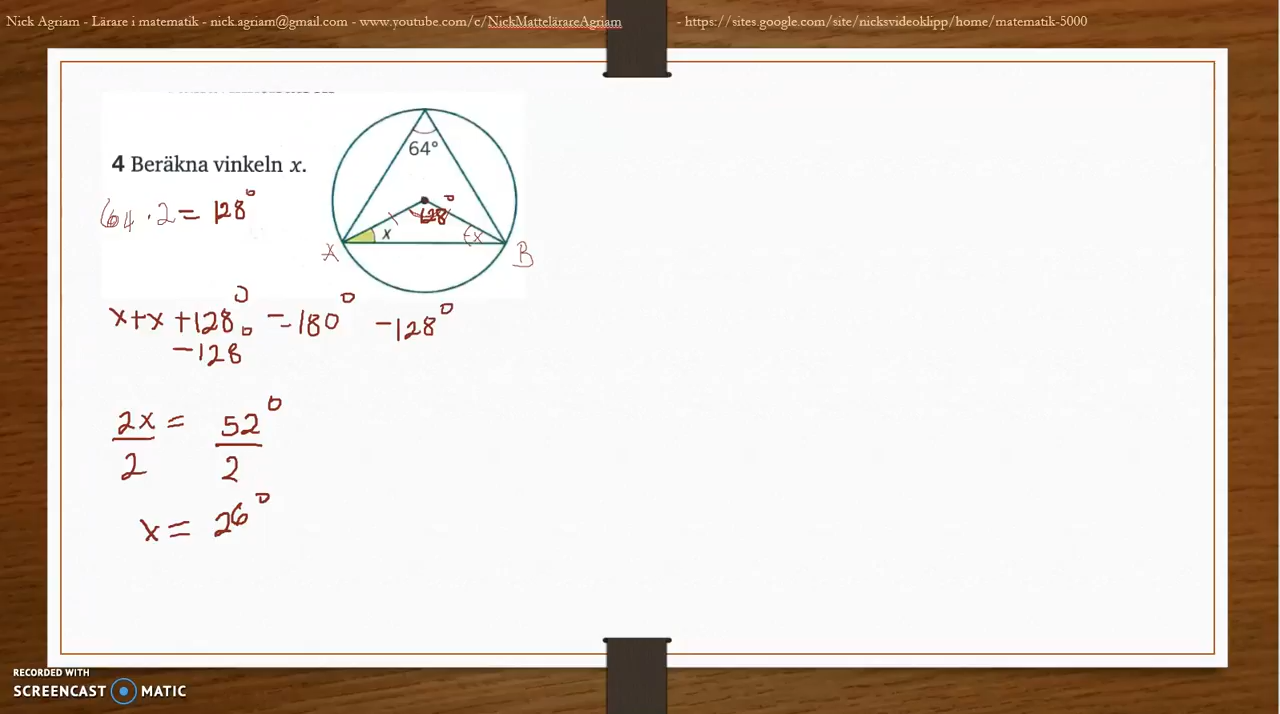 Nick Agriam - Lärare i matematik - nick.agriam@gmail.com - www.youtube.com/c/NickMattelärareAgriam - https://sites.google.com/site/nicksvideoklipp/home/matematik-5000
4 Beräkna vinkeln x.
64°
64 · 2 = 128°
128°
x
x
A
B
x+x +128° = 180° -128°
-128°
2x = 52°
2 2
x = 26°
RECORDED WITH
SCREENCAST MATIC